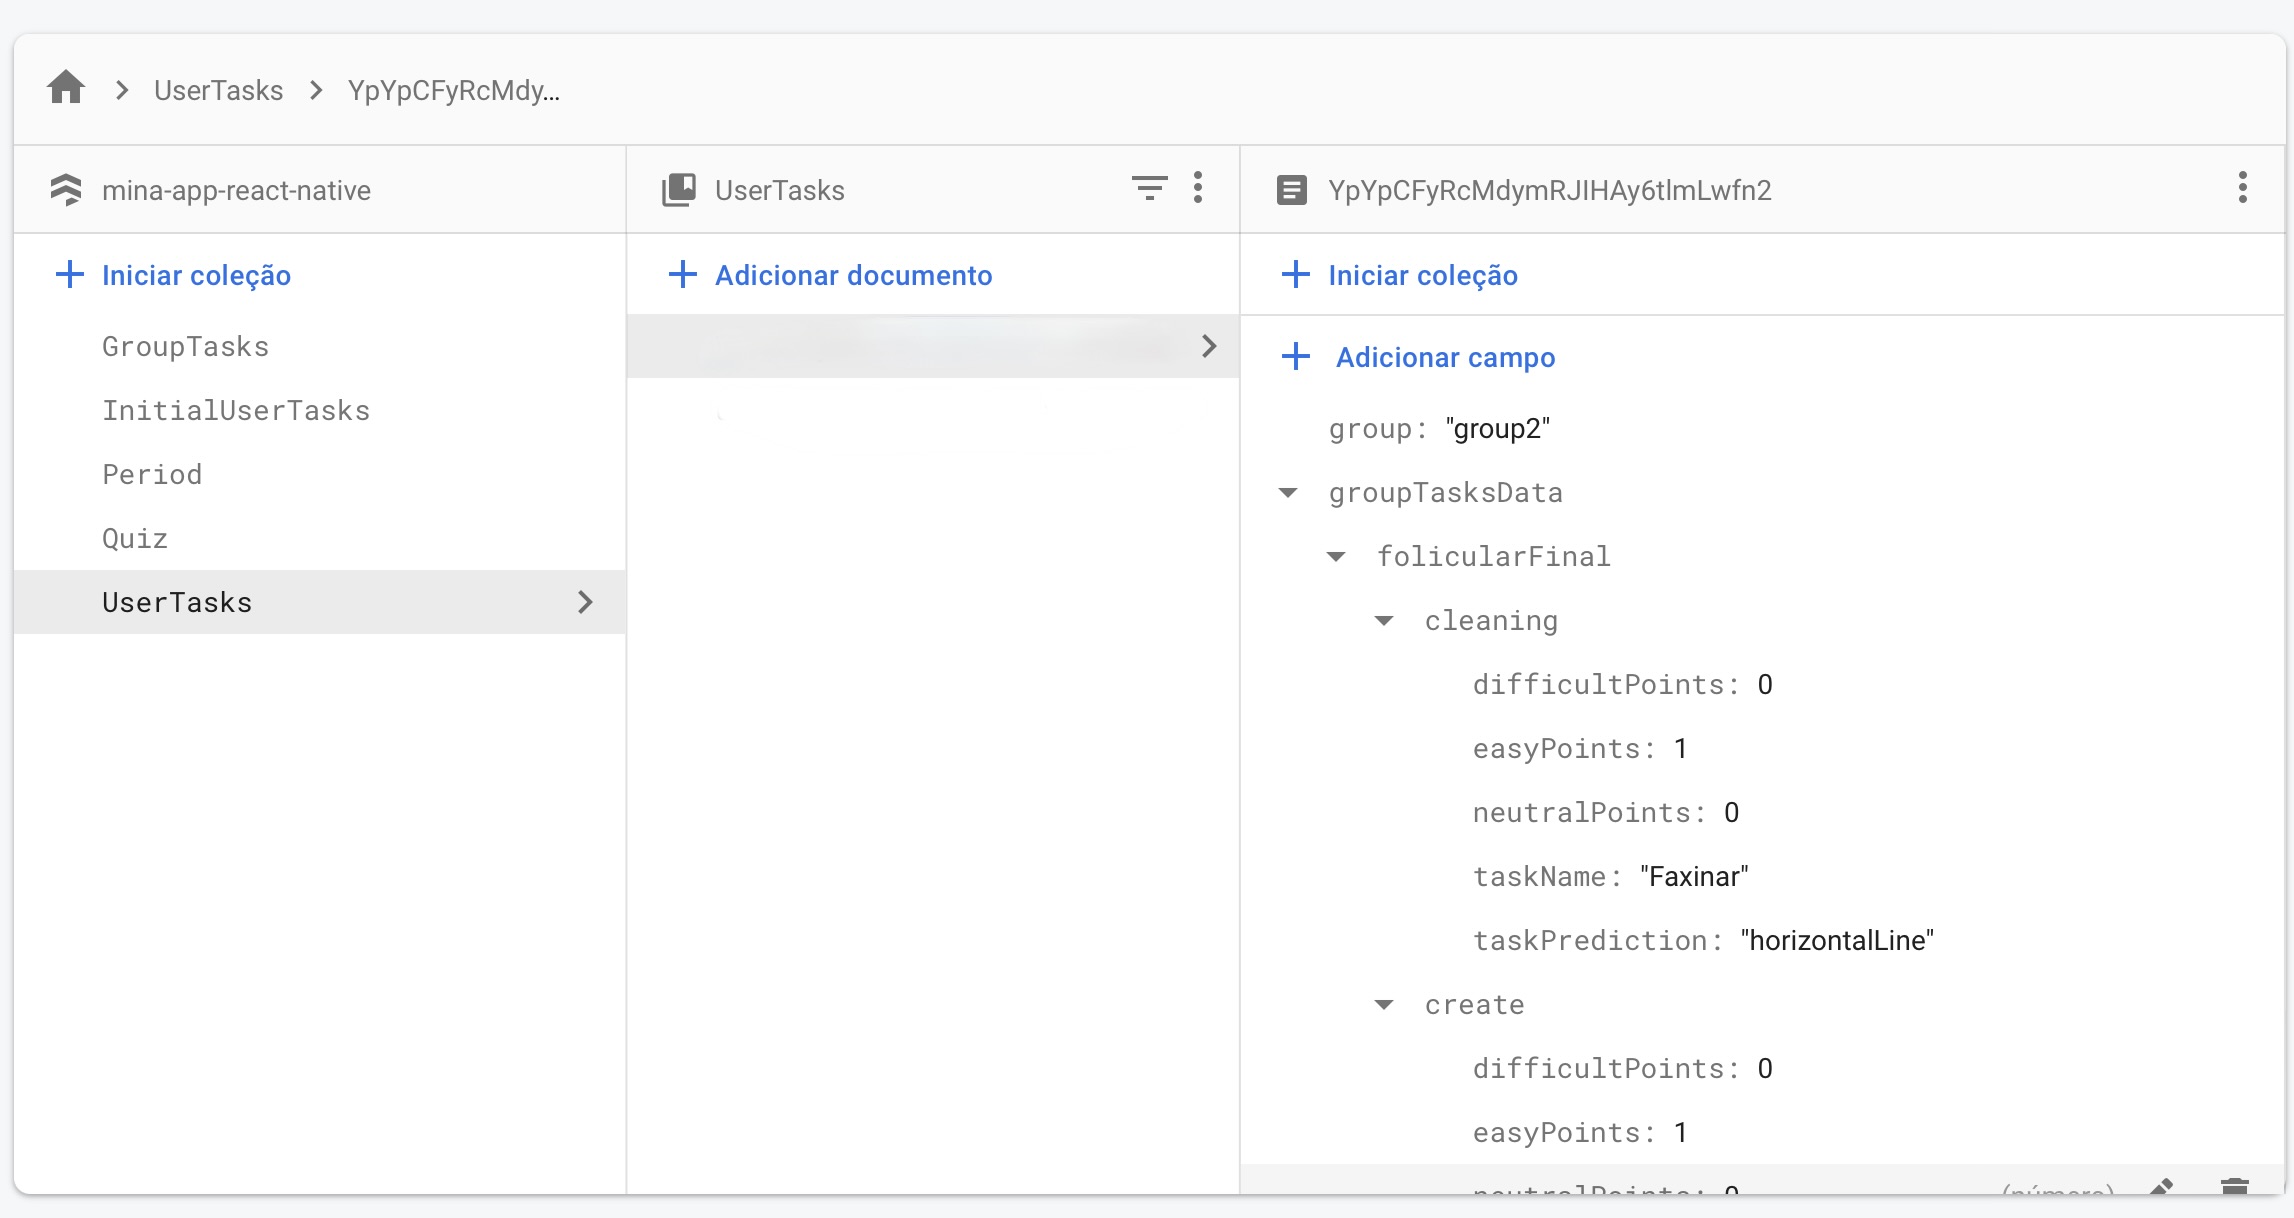 UserTasks YpYpCFyRcMdy...
mina-app-react-native
Iniciar coleção
GroupTasks
InitialUserTasks
Period
Quiz
UserTasks
UserTasks
Adicionar documento
YpYpCFyRcMdymRJIHAy6tlmLwfn2
Iniciar coleção
Adicionar campo
group: "group2"
groupTasksData
folicularFinal
cleaning
difficultPoints: 0
easyPoints: 1
neutralPoints: 0
taskName: "Faxinar"
taskPrediction: "horizontalLine"
create
difficultPoints: 0
easyPoints: 1
neutralPoints: 0 (número)